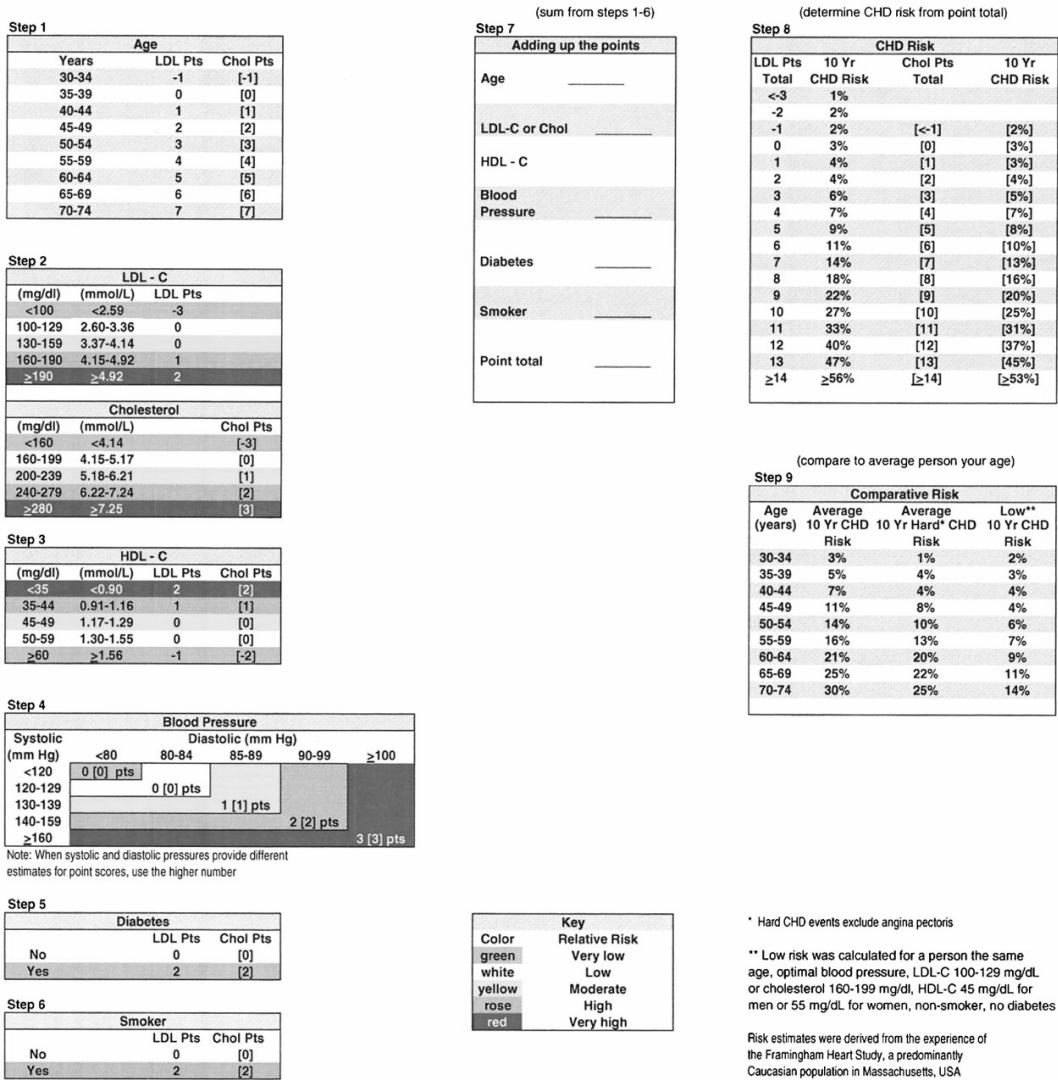 Step 1
Age
Years LDL Pts Chol Pts
30-34 -1 [-1]
35-39 0 [0]
40-44 1 [1]
45-49 2 [2]
50-54 3 [3]
55-59 4 [4]
60-64 5 [5]
65-69 6 [6]
70-74 7 [7]
Step 2
LDL - C
(mg/dl) (mmol/L) LDL Pts
<100 <2.59 -3
100-129 2.60-3.36 0
130-159 3.37-4.14 0
160-190 4.15-4.92 1
≥190 ≥4.92 2
Cholesterol
(mg/dl) (mmol/L) Chol Pts
<160 <4.14 [-3]
160-199 4.15-5.17 [0]
200-239 5.18-6.21 [1]
240-279 6.22-7.24 [2]
≥280 ≥7.25 [3]
Step 3
HDL - C
(mg/dl) (mmol/L) LDL Pts Chol Pts
<35 <0.90 2 [2]
35-44 0.91-1.16 1 [1]
45-49 1.17-1.29 0 [0]
50-59 1.30-1.55 0 [0]
≥60 ≥1.56 -1 [-2]
Step 4
Blood Pressure
Systolic Diastolic (mm Hg)
(mm Hg) <80 80-84 85-89 90-99 ≥100
<120 0 [0] pts
120-129 0 [0] pts
130-139 1 [1] pts
140-159 2 [2] pts
≥160 3 [3] pts
Note: When systolic and diastolic pressures provide different
estimates for point scores, use the higher number
Step 5
Diabetes
LDL Pts Chol Pts
No 0 [0]
Yes 2 [2]
Step 6
Smoker
LDL Pts Chol Pts
No 0 [0]
Yes 2 [2]
(sum from steps 1-6)
Step 7
Adding up the points
Age
LDL-C or Chol
HDL - C
Blood
Pressure
Diabetes
Smoker
Point total
(determine CHD risk from point total)
Step 8
CHD Risk
LDL Pts 10 Yr Chol Pts 10 Yr
Total CHD Risk Total CHD Risk
<-3 1%
-2 2%
-1 2% [<-1] [2%]
0 3% [0] [3%]
1 4% [1] [3%]
2 4% [2] [4%]
3 6% [3] [5%]
4 7% [4] [7%]
5 9% [5] [8%]
6 11% [6] [10%]
7 14% [7] [13%]
8 18% [8] [16%]
9 22% [9] [20%]
10 27% [10] [25%]
11 33% [11] [31%]
12 40% [12] [37%]
13 47% [13] [45%]
≥14 ≥56% [≥14] [≥53%]
(compare to average person your age)
Step 9
Comparative Risk
Age Average Average Low**
(years) 10 Yr CHD 10 Yr Hard* CHD 10 Yr CHD
Risk Risk Risk
30-34 3% 1% 2%
35-39 5% 4% 3%
40-44 7% 4% 4%
45-49 11% 8% 4%
50-54 14% 10% 6%
55-59 16% 13% 7%
60-64 21% 20% 9%
65-69 25% 22% 11%
70-74 30% 25% 14%
Key
Color Relative Risk
green Very low
white Low
yellow Moderate
rose High
red Very high
* Hard CHD events exclude angina pectoris
** Low risk was calculated for a person the same
age, optimal blood pressure, LDL-C 100-129 mg/dL
or cholesterol 160-199 mg/dl, HDL-C 45 mg/dL for
men or 55 mg/dL for women, non-smoker, no diabetes
Risk estimates were derived from the experience of
the Framingham Heart Study, a predominantly
Caucasian population in Massachusetts, USA